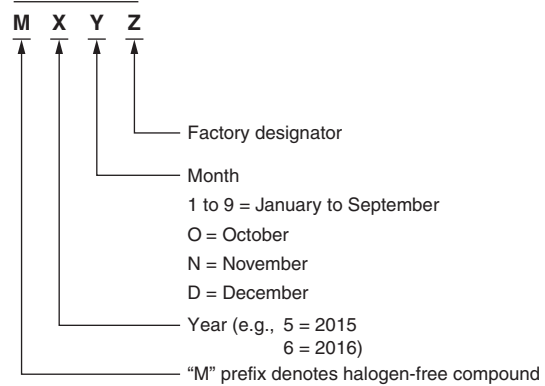 M X Y Z
Factory designator
Month
1 to 9 = January to September
O = October
N = November
D = December
Year (e.g., 5 = 2015
6 = 2016)
“M” prefix denotes halogen-free compound